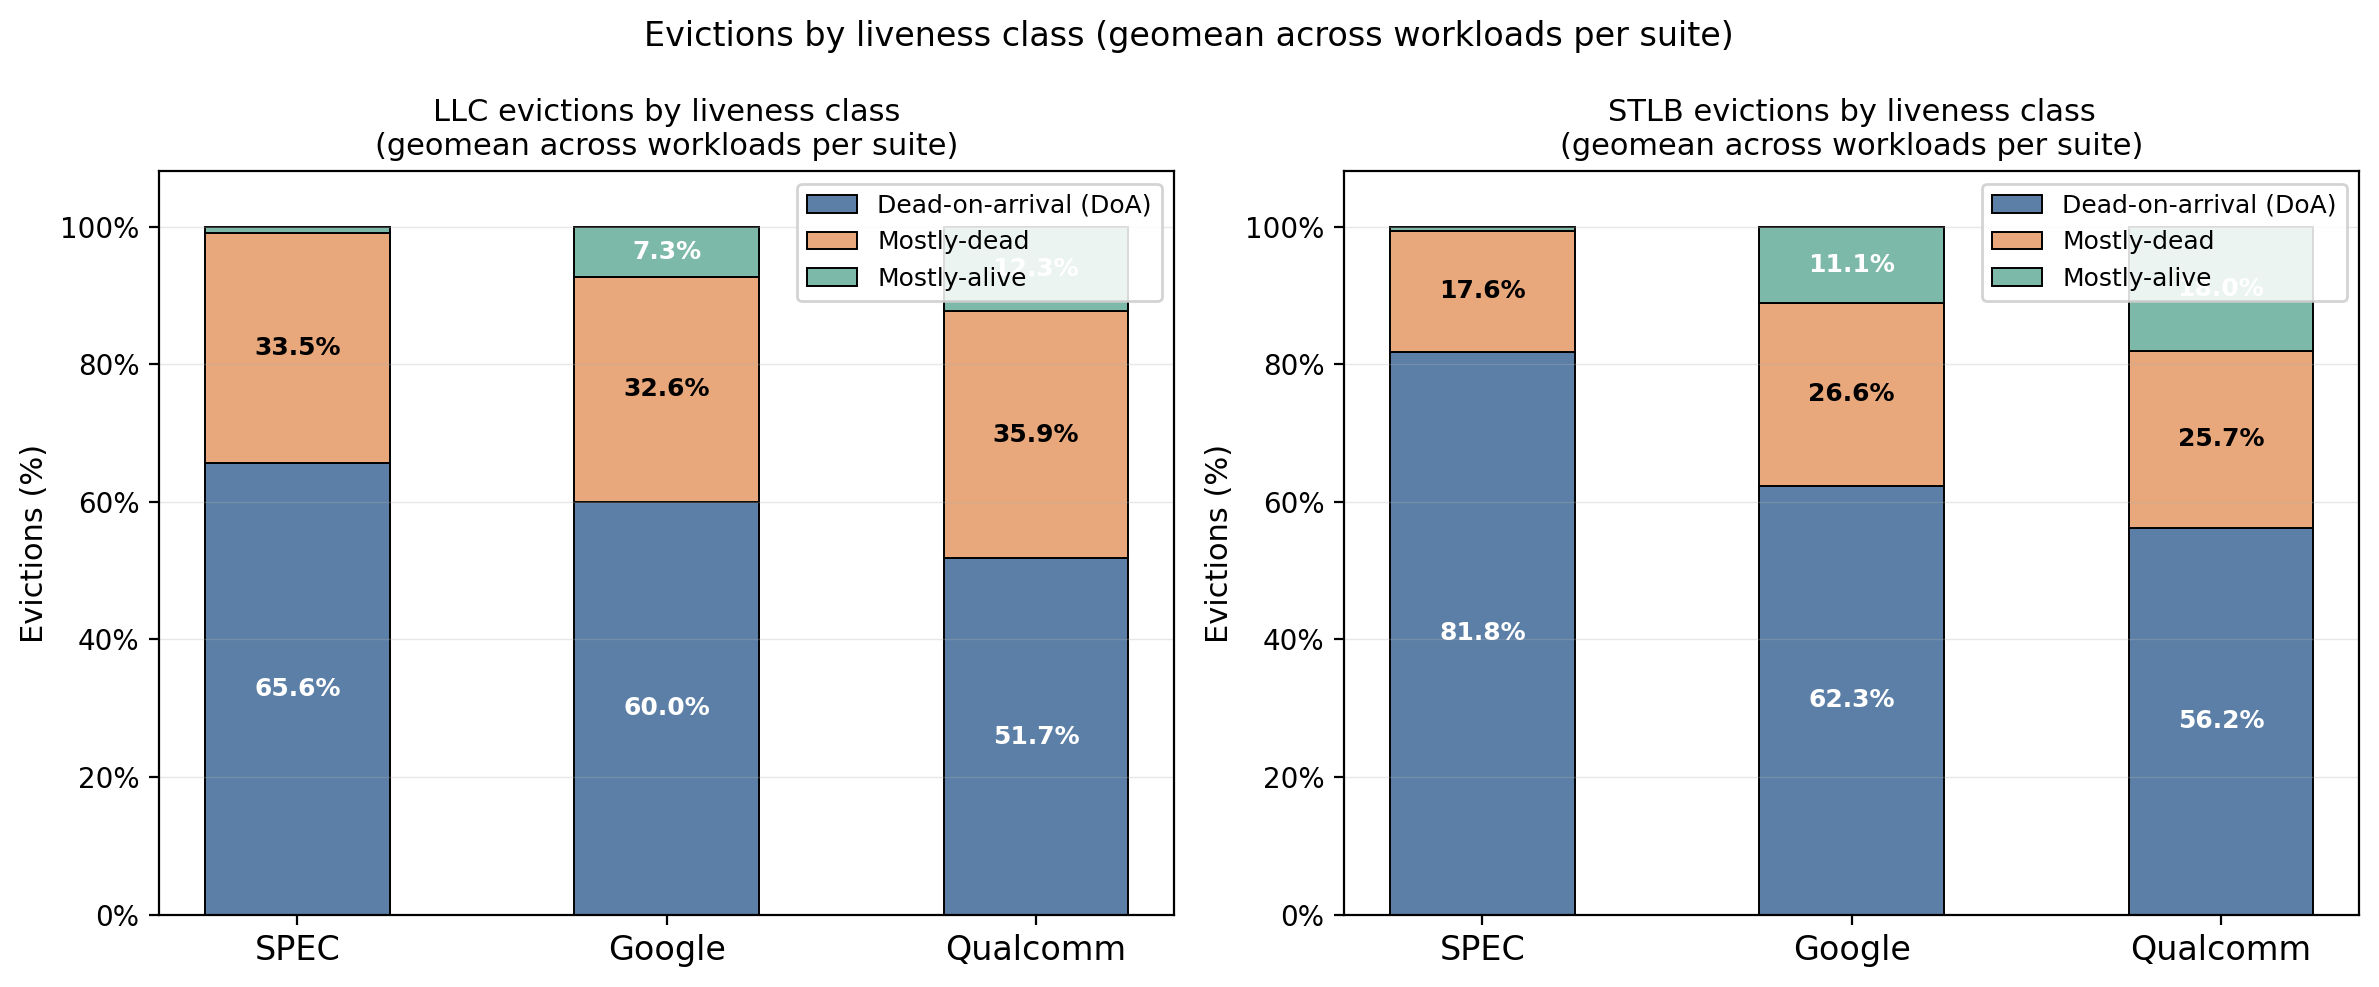 Evictions by liveness class (geomean across workloads per suite)
LLC evictions by liveness class
(geomean across workloads per suite)
Evictions (%)
100%
80%
60%
40%
20%
0%
Dead-on-arrival (DoA)
Mostly-dead
Mostly-alive
33.5%
65.6%
7.3%
32.6%
60.0%
12.3%
35.9%
51.7%
SPEC
Google
Qualcomm
STLB evictions by liveness class
(geomean across workloads per suite)
Evictions (%)
100%
80%
60%
40%
20%
0%
Dead-on-arrival (DoA)
Mostly-dead
Mostly-alive
17.6%
81.8%
11.1%
26.6%
62.3%
18.0%
25.7%
56.2%
SPEC
Google
Qualcomm